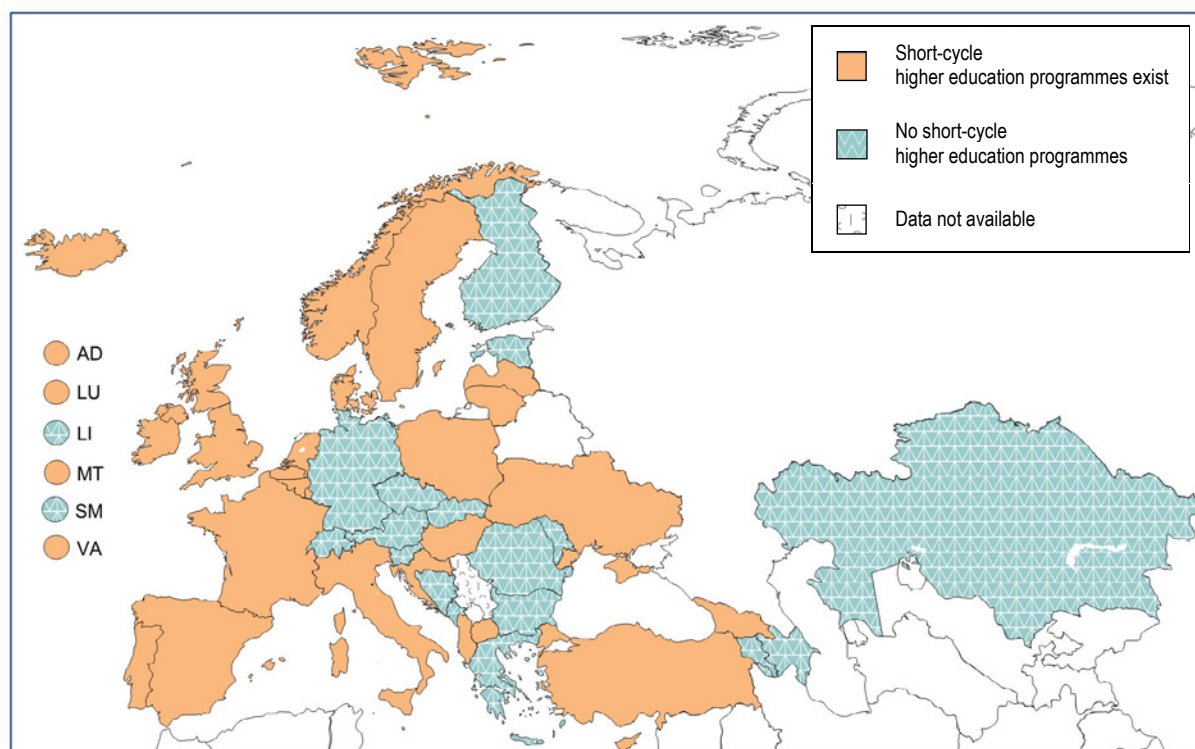 Short-cycle
higher education programmes exist
No short-cycle
higher education programmes
Data not available
AD
LU
LI
MT
SM
VA